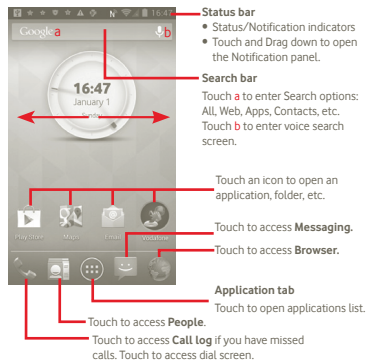 16:47
Status bar
• Status/Notification indicators
Google a
b
• Touch and Drag down to open
the Notification panel.
Search bar
Touch a to enter Search options:
All, Web, Apps, Contacts, etc.
Touch b to enter voice search
screen.
16:47
January 1
Sunday
Touch an icon to open an
application, folder, etc.
Play Store
Maps
Email
Vodafone
Touch to access Messaging.
Touch to access Browser.
Application tab
Touch to open applications list.
Touch to access People.
Touch to access Call log if you have missed
calls. Touch to access dial screen.